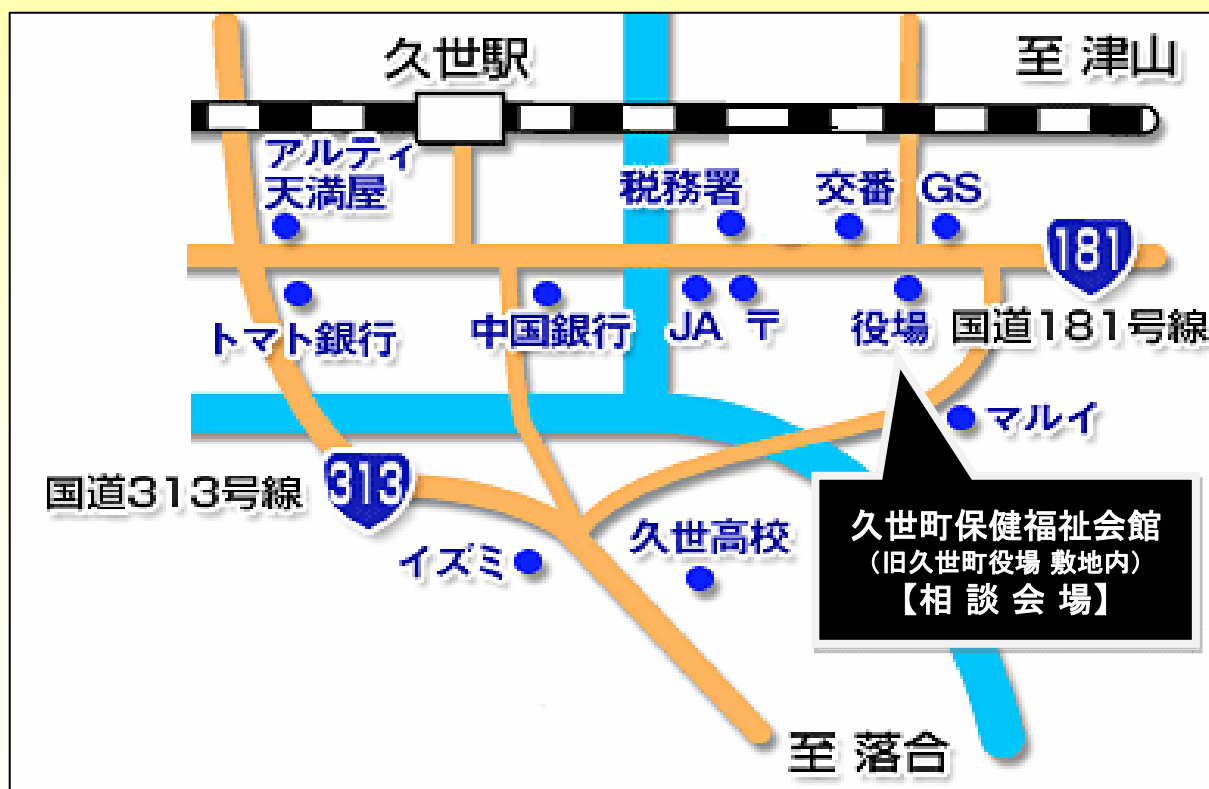 久世駅
至 津山
アルティ
天満屋
税務署
交番
GS
181
トマト銀行
中国銀行
JA
〒
役場
国道181号線
マルイ
国道313号線
313
久世町保健福祉会館
(旧久世町役場 敷地内)
【相 談 会 場】
イズミ
久世高校
至 落合